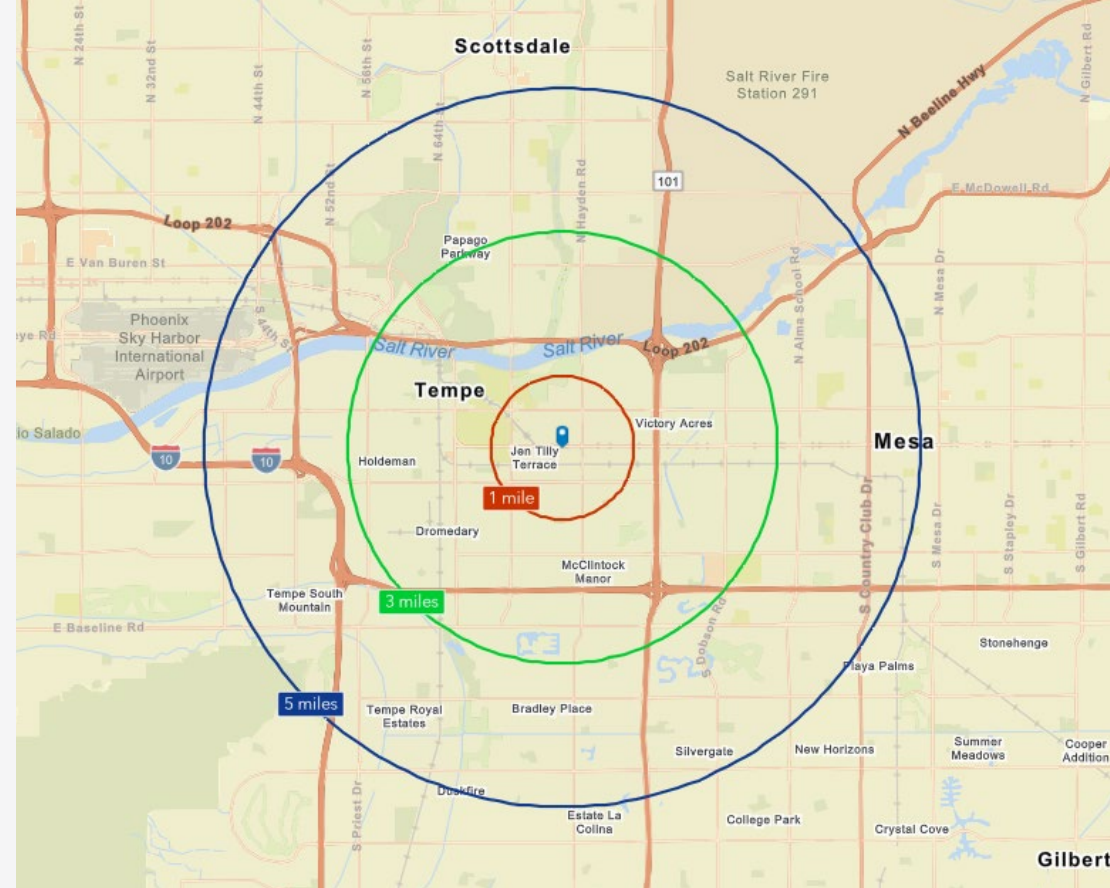 N 24th St
N 32nd St
N 44th St
N 56th St
Scottsdale
N 64th St
Salt River Fire
Station 291
N Beeline Hwy
N Gilbert Rd
N 52nd St
N Hayden Rd
101
E McDowell Rd
Loop 202
Papago
Parkway
E Van Buren St
N Alma School Rd
N Mesa Dr
S 44th St
Phoenix
Sky Harbor
International
Airport
Salt River
Salt River
Loop 202
Tempe
Victory Acres
io Salado
10
10
Holdeman
Jen Tilly
Terrace
Mesa
1 mile
Dromedary
S Country Club Dr
S Mesa Dr
S Stapley Dr
S Gilbert Rd
McClintock
Manor
Tempe South
Mountain
3 miles
E Baseline Rd
S Dobson Rd
Stonehenge
Playa Palms
5 miles
Tempe Royal
Estates
Bradley Place
Silvergate
New Horizons
Summer
Meadows
Cooper
Addition
S Priest Dr
Duskfire
Estate La
Colina
College Park
Crystal Cove
Gilbert